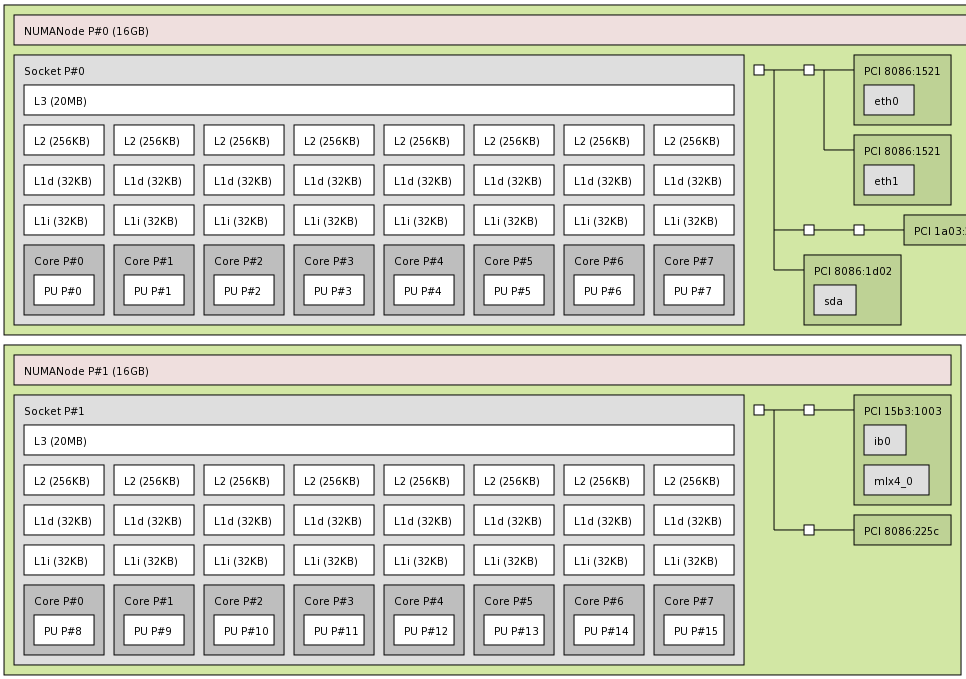 NUMANode P#0 (16GB)
Socket P#0
L3 (20MB)
L2 (256KB) L2 (256KB) L2 (256KB) L2 (256KB) L2 (256KB) L2 (256KB) L2 (256KB) L2 (256KB)
L1d (32KB) L1d (32KB) L1d (32KB) L1d (32KB) L1d (32KB) L1d (32KB) L1d (32KB) L1d (32KB)
L1i (32KB) L1i (32KB) L1i (32KB) L1i (32KB) L1i (32KB) L1i (32KB) L1i (32KB) L1i (32KB)
Core P#0 Core P#1 Core P#2 Core P#3 Core P#4 Core P#5 Core P#6 Core P#7
PU P#0 PU P#1 PU P#2 PU P#3 PU P#4 PU P#5 PU P#6 PU P#7
PCI 8086:1521
eth0
PCI 8086:1521
eth1
PCI 1a03:
PCI 8086:1d02
sda
NUMANode P#1 (16GB)
Socket P#1
L3 (20MB)
L2 (256KB) L2 (256KB) L2 (256KB) L2 (256KB) L2 (256KB) L2 (256KB) L2 (256KB) L2 (256KB)
L1d (32KB) L1d (32KB) L1d (32KB) L1d (32KB) L1d (32KB) L1d (32KB) L1d (32KB) L1d (32KB)
L1i (32KB) L1i (32KB) L1i (32KB) L1i (32KB) L1i (32KB) L1i (32KB) L1i (32KB) L1i (32KB)
Core P#0 Core P#1 Core P#2 Core P#3 Core P#4 Core P#5 Core P#6 Core P#7
PU P#8 PU P#9 PU P#10 PU P#11 PU P#12 PU P#13 PU P#14 PU P#15
PCI 15b3:1003
ib0
mlx4_0
PCI 8086:225c